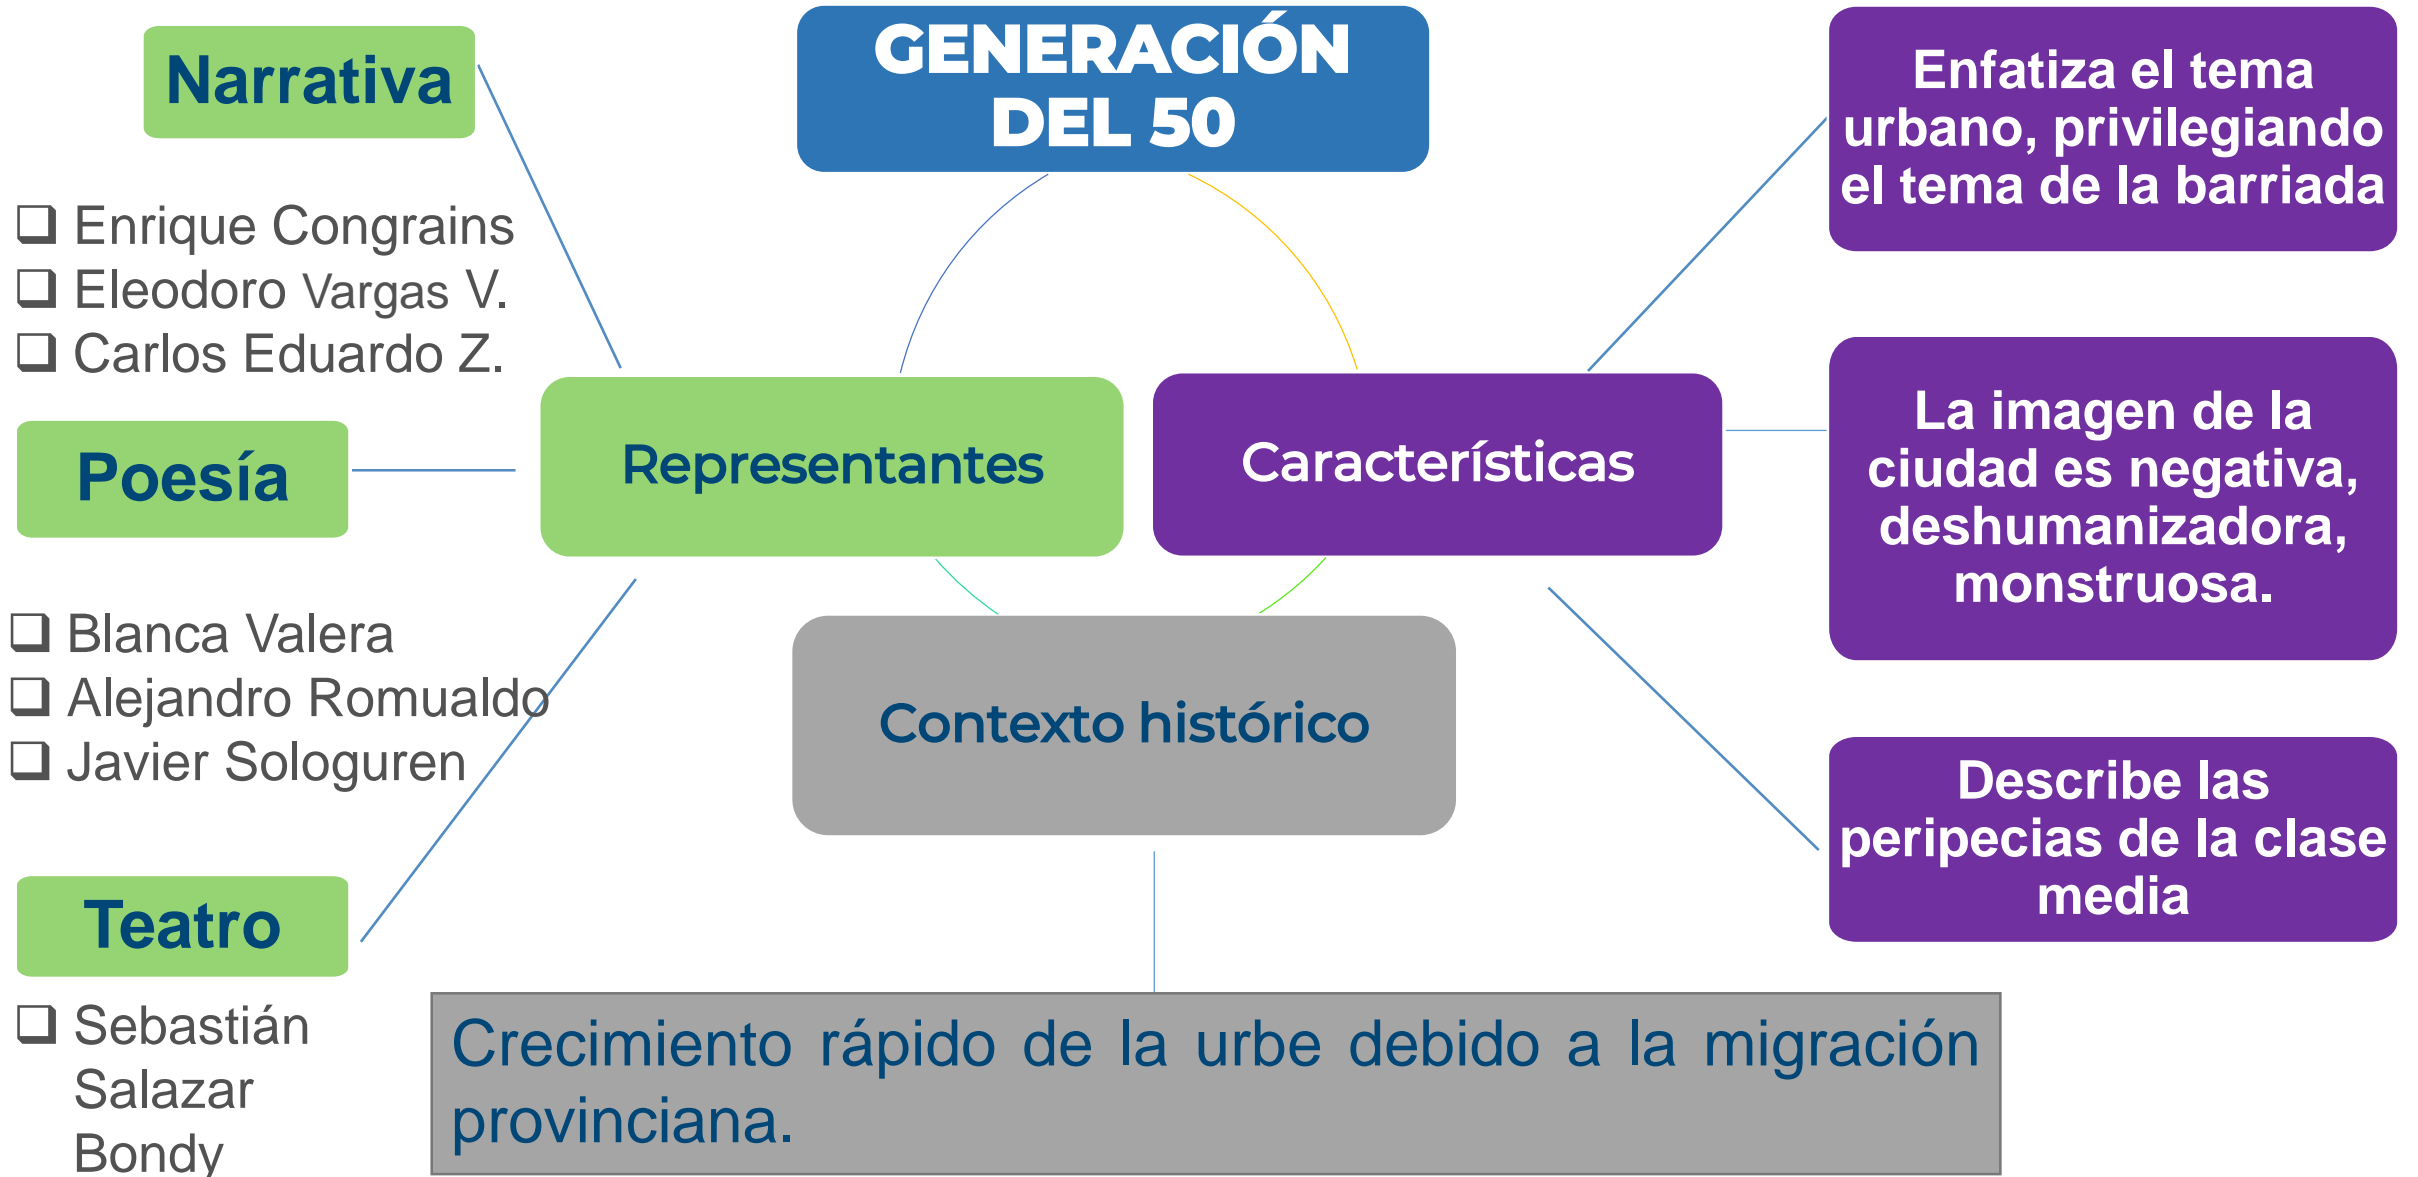 GENERACIÓN
DEL 50
Narrativa
❑ Enrique Congrains
❑ Eleodoro Vargas V.
❑ Carlos Eduardo Z.
Poesía
❑ Blanca Valera
❑ Alejandro Romualdo
❑ Javier Sologuren
Teatro
❑ Sebastián
Salazar
Bondy
Representantes
Características
Contexto histórico
Enfatiza el tema
urbano, privilegiando
el tema de la barriada
La imagen de la
ciudad es negativa,
deshumanizadora,
monstruosa.
Describe las
peripecias de la clase
media
Crecimiento rápido de la urbe debido a la migración
provinciana.